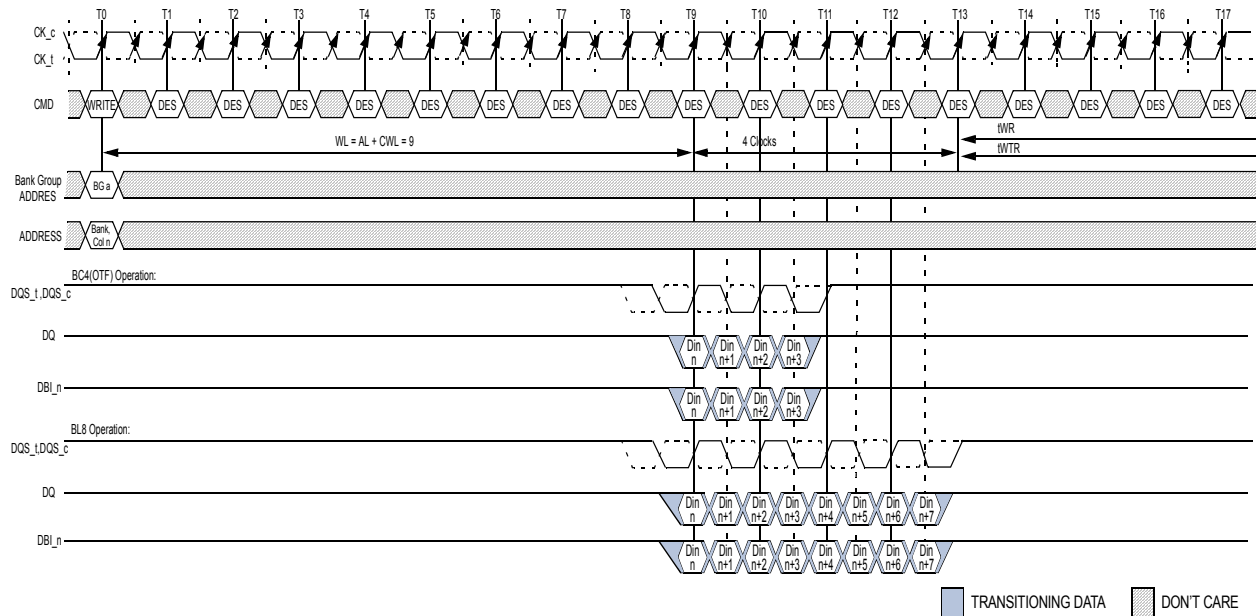 T0 T1 T2 T3 T4 T5 T6 T7 T8 T9 T10 T11 T12 T13 T14 T15 T16 T17
CK_c
CK_t
CMD WRITE DES DES DES DES DES DES DES DES DES DES DES DES DES DES DES DES DES
WL = AL + CWL = 9 4 Clocks tWR
tWTR
Bank Group
ADDRES
BG a
ADDRESS
Bank,
Col n
BC4(OTF) Operation:
DQS_t ,DQS_c
DQ
Din Din Din Din
n n+1 n+2 n+3
DBI_n
Din Din Din Din
n n+1 n+2 n+3
BL8 Operation:
DQS_t,DQS_c
DQ
Din Din Din Din Din Din Din Din
n n+1 n+2 n+3 n+4 n+5 n+6 n+7
DBI_n
Din Din Din Din Din Din Din Din
n n+1 n+2 n+3 n+4 n+5 n+6 n+7
TRANSITIONING DATA DON'T CARE